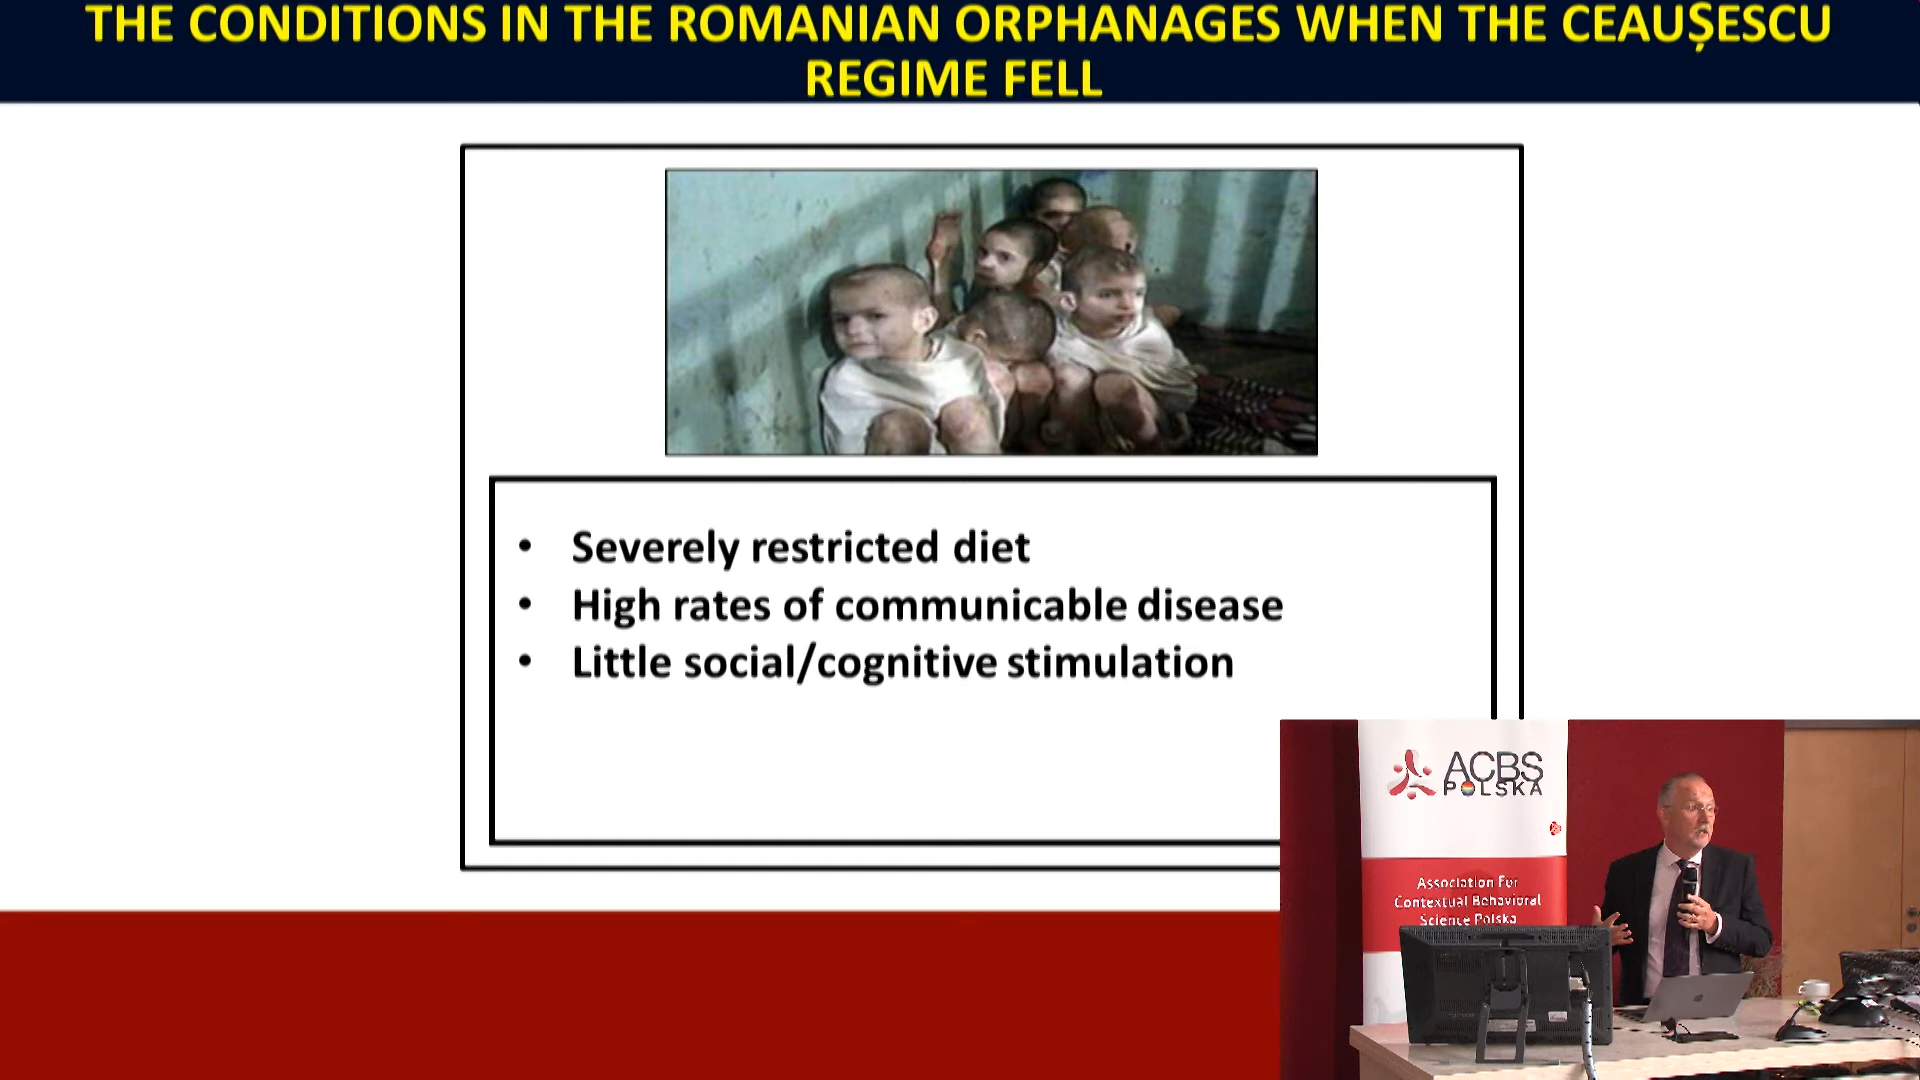 THE CONDITIONS IN THE ROMANIAN ORPHANAGES WHEN THE CEAUȘESCU
REGIME FELL
• Severely restricted diet
• High rates of communicable disease
• Little social/cognitive stimulation
ACBS
POLSKA
Association For
Contextual Behavioral
Science Polska